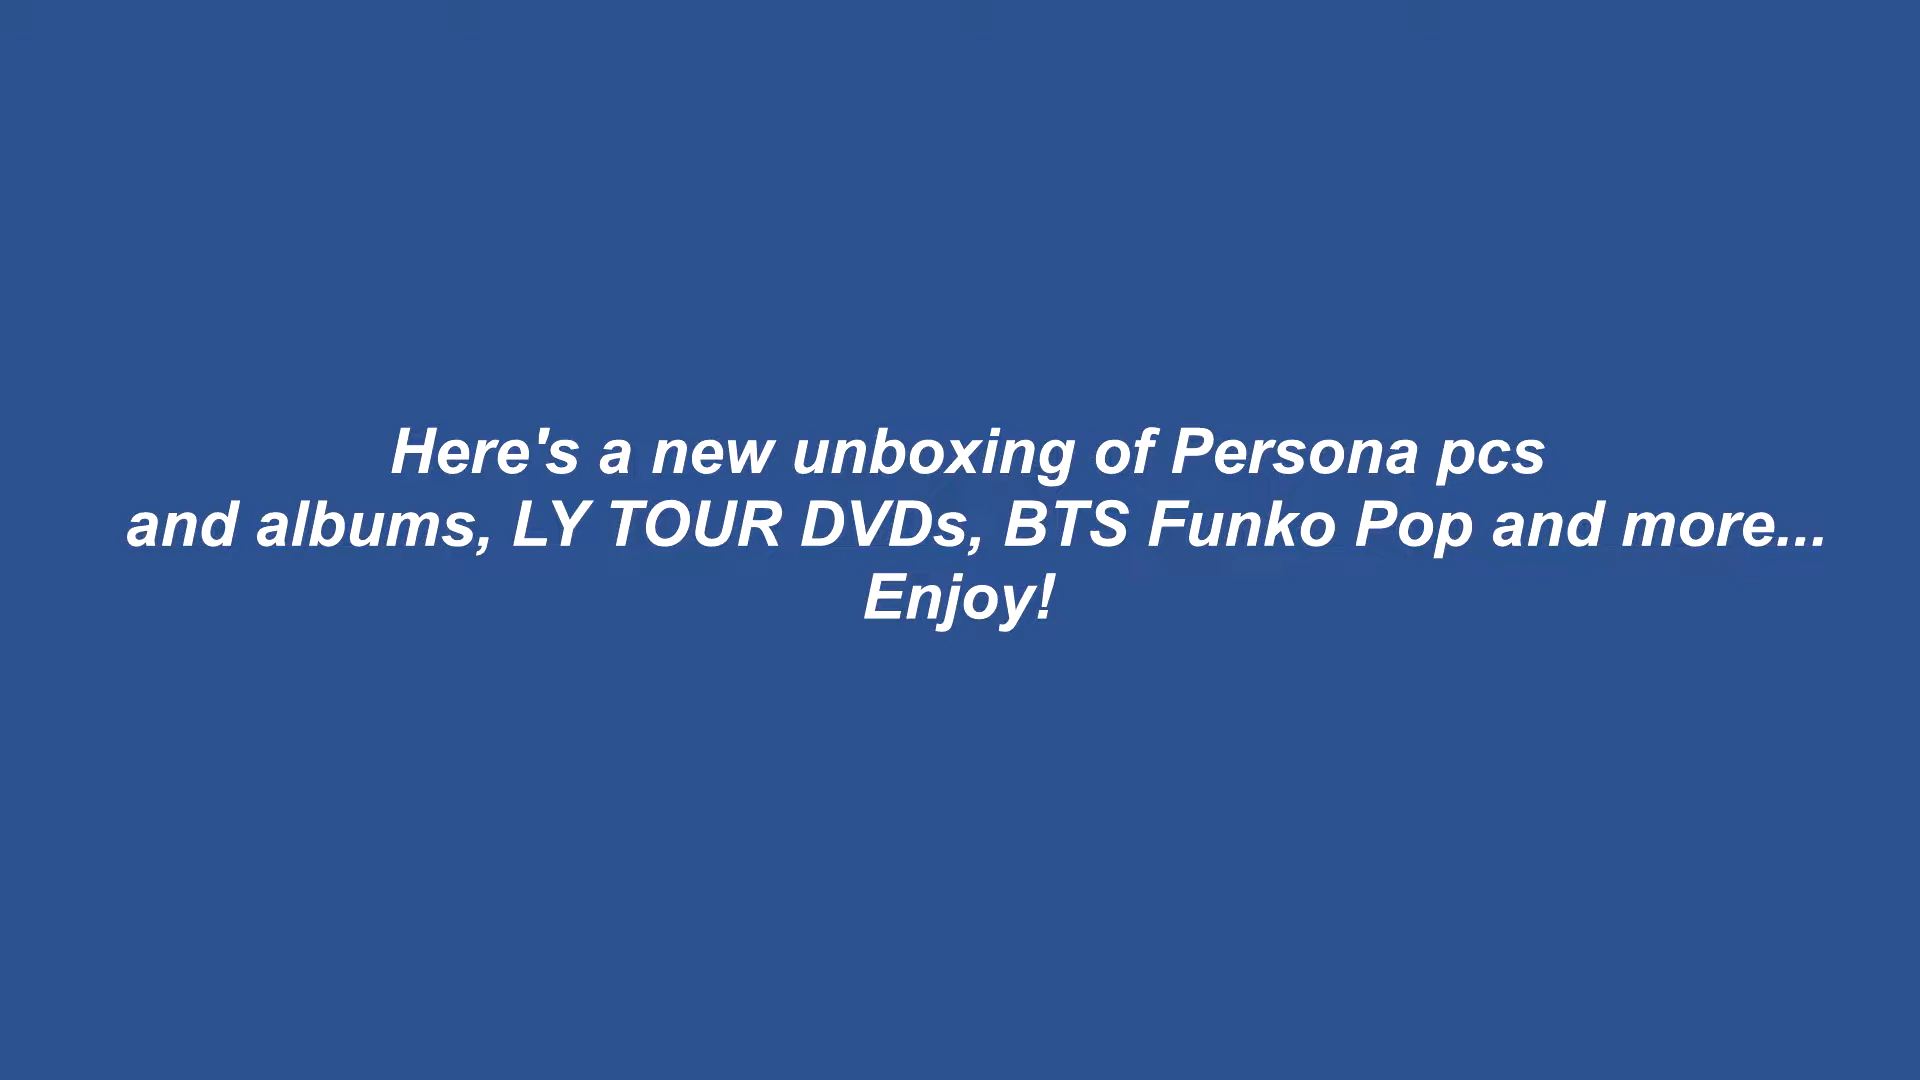 Here's a new unboxing of Persona pcs
and albums, LY TOUR DVDs, BTS Funko Pop and more...
Enjoy!